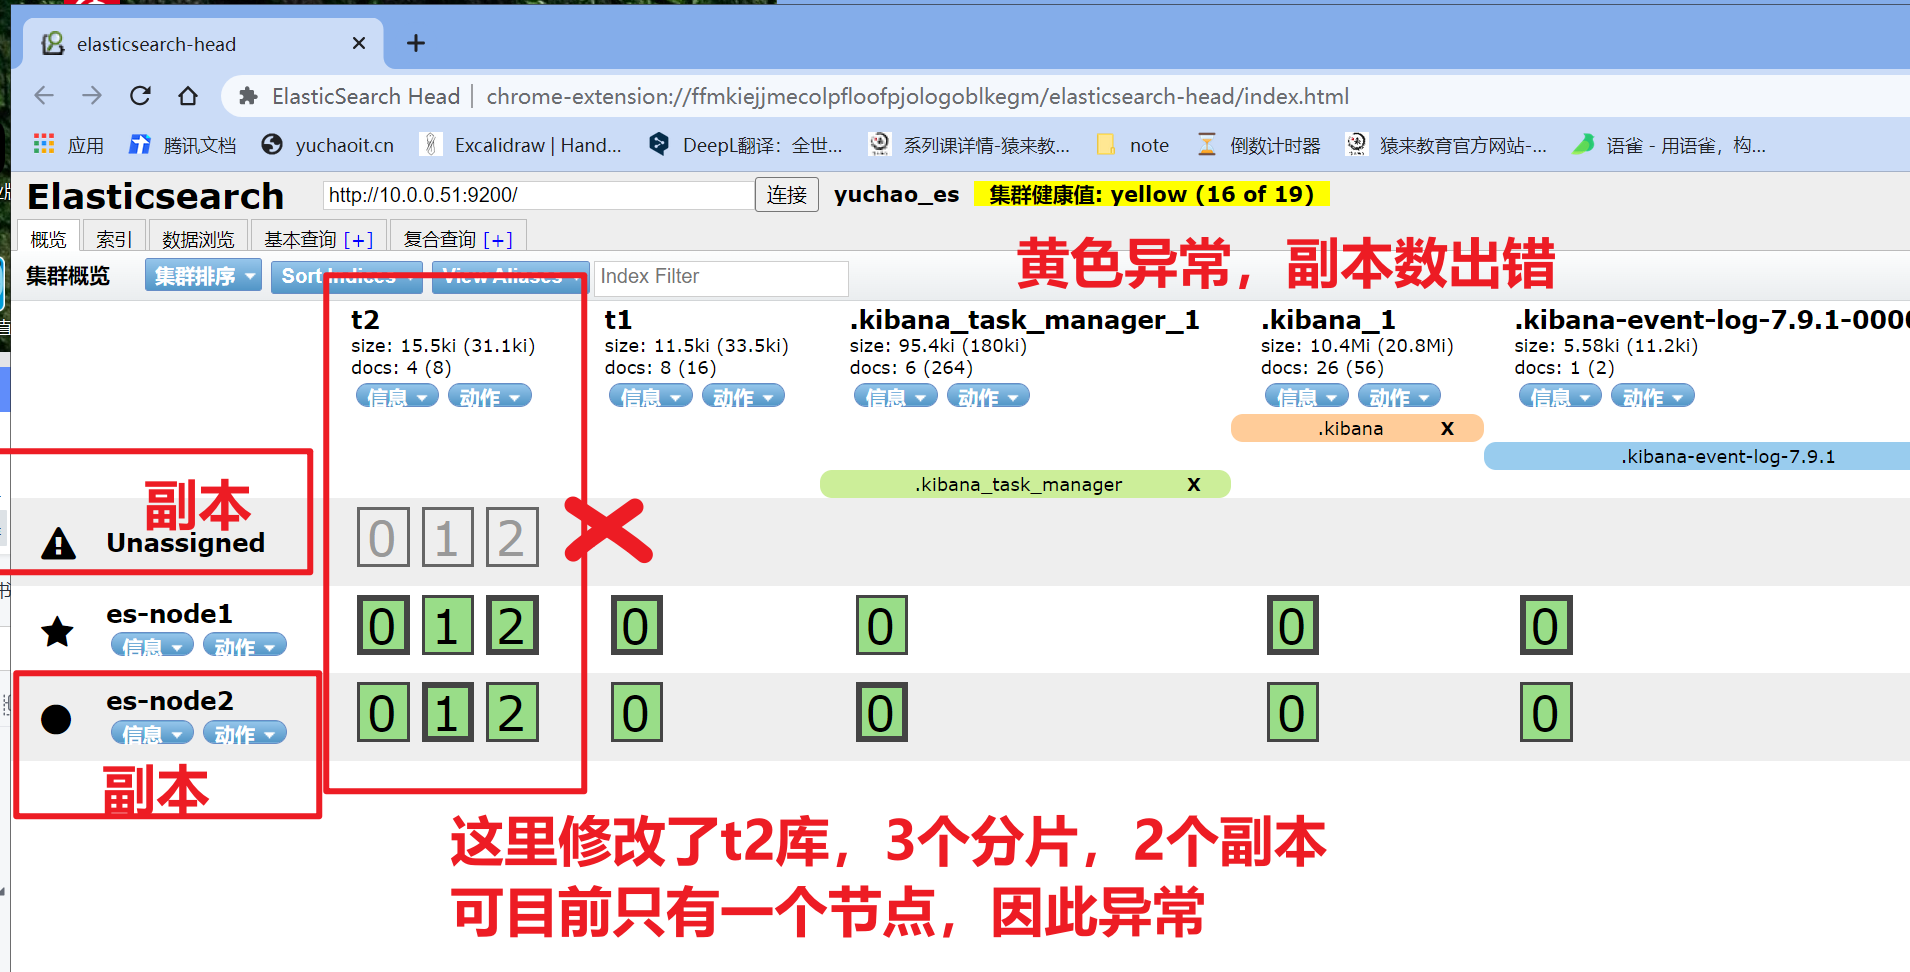 elasticsearch-head
ElasticSearch Head | chrome-extension://ffmkiejjmecolpfloofpjologoblkegm/elasticsearch-head/index.html
应用 腾讯文档 yuchaoit.cn Excalidraw | Hand... DeepL翻译：全世... 系列课详情-猿来教... note 倒数计时器 猿来教育官方网站-... 语雀 - 用语雀，构...
Elasticsearch http://10.0.0.51:9200/ 连接 yuchao_es 集群健康值: yellow (16 of 19)
概览 索引 数据浏览 基本查询 [+] 复合查询 [+]
黄色异常，副本数出错
集群概览 集群排序 Sort Indices View Aliases Index Filter
t2 t1 .kibana_task_manager_1 .kibana_1 .kibana-event-log-7.9.1-0000
size: 15.5ki (31.1ki) size: 11.5ki (33.5ki) size: 95.4ki (180ki) size: 10.4Mi (20.8Mi) size: 5.58ki (11.2ki)
docs: 4 (8) docs: 8 (16) docs: 6 (264) docs: 26 (56) docs: 1 (2)
信息 动作 信息 动作 信息 动作 信息 动作 信息 动作
.kibana X
.kibana-event-log-7.9.1
.kibana_task_manager X
副本
Unassigned 0 1 2
es-node1 0 1 2 0 0 0 0
信息 动作
es-node2 0 1 2 0 0 0 0
信息 动作
副本
这里修改了t2库，3个分片，2个副本
可目前只有一个节点，因此异常